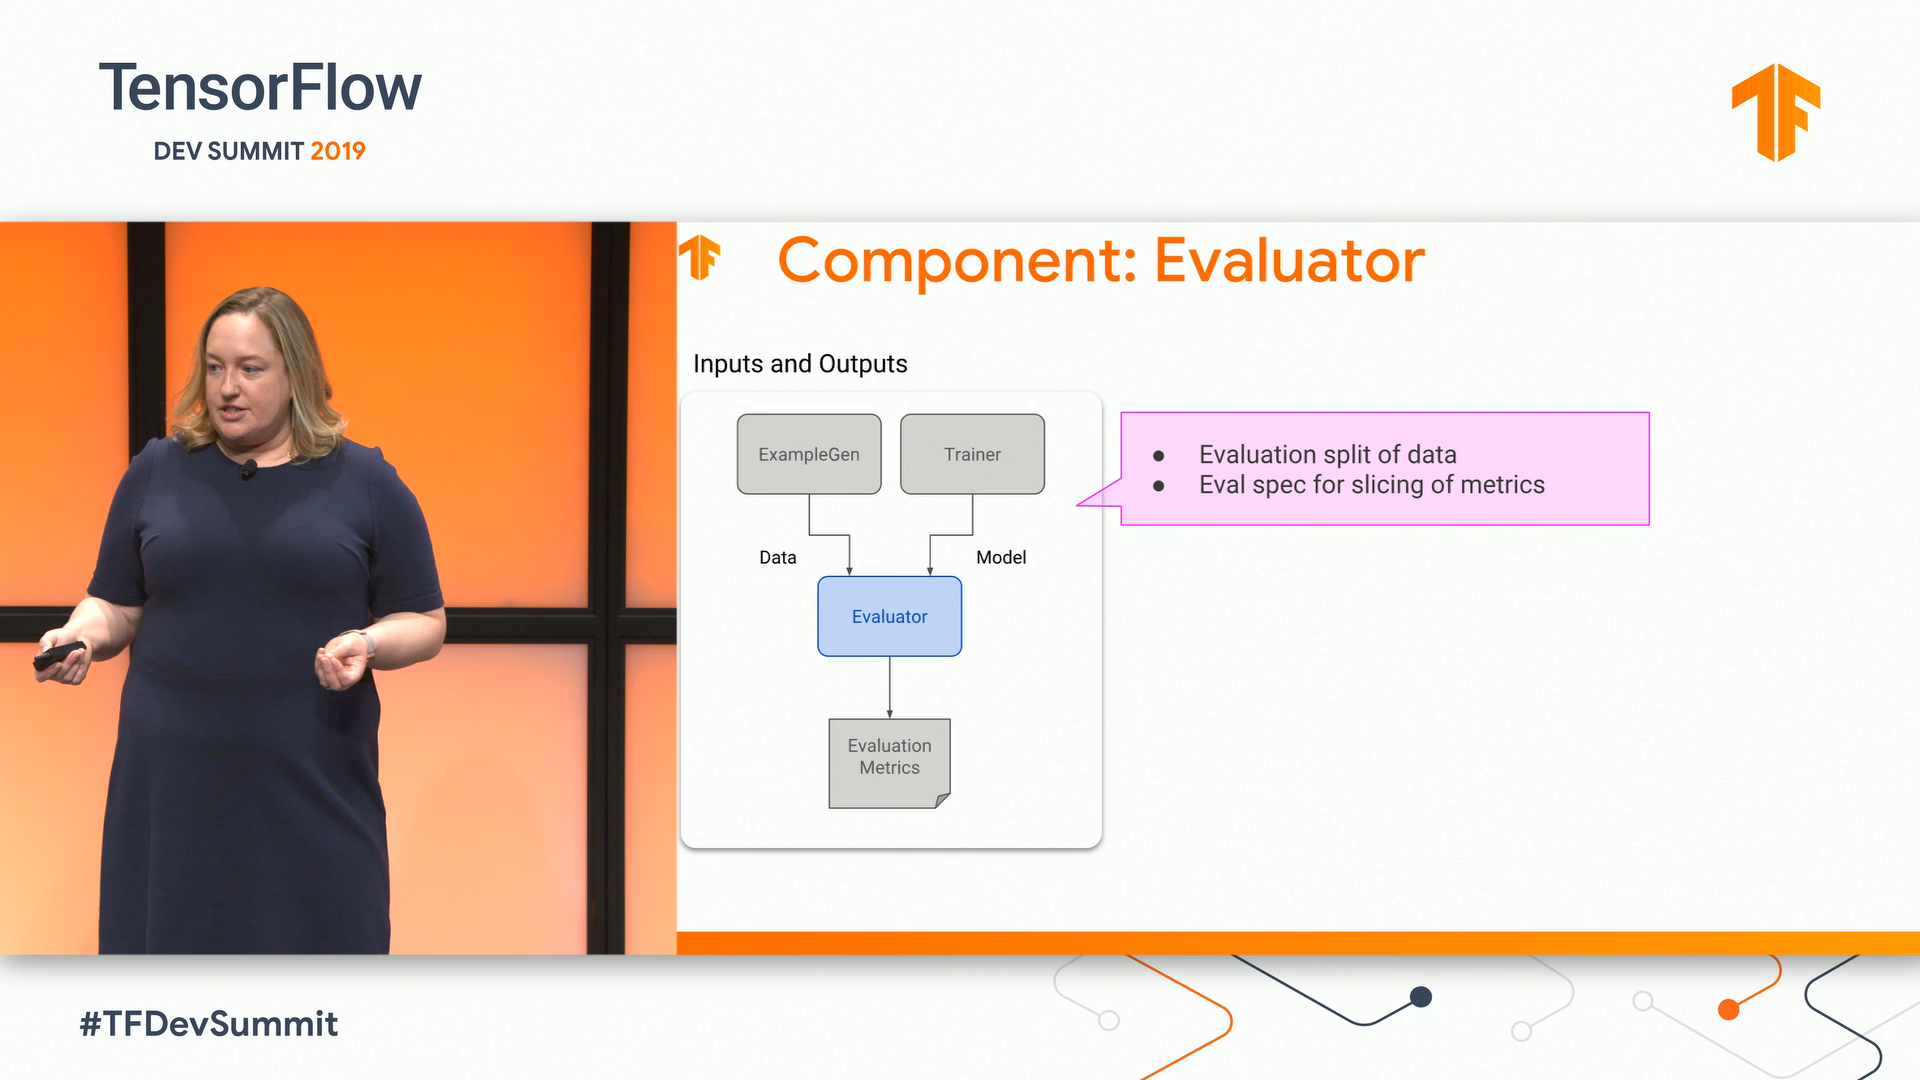 TensorFlow
DEV SUMMIT 2019
Component: Evaluator
Inputs and Outputs
ExampleGen
Trainer
Data
Model
Evaluator
Evaluation
Metrics
● Evaluation split of data
● Eval spec for slicing of metrics
#TFDevSummit